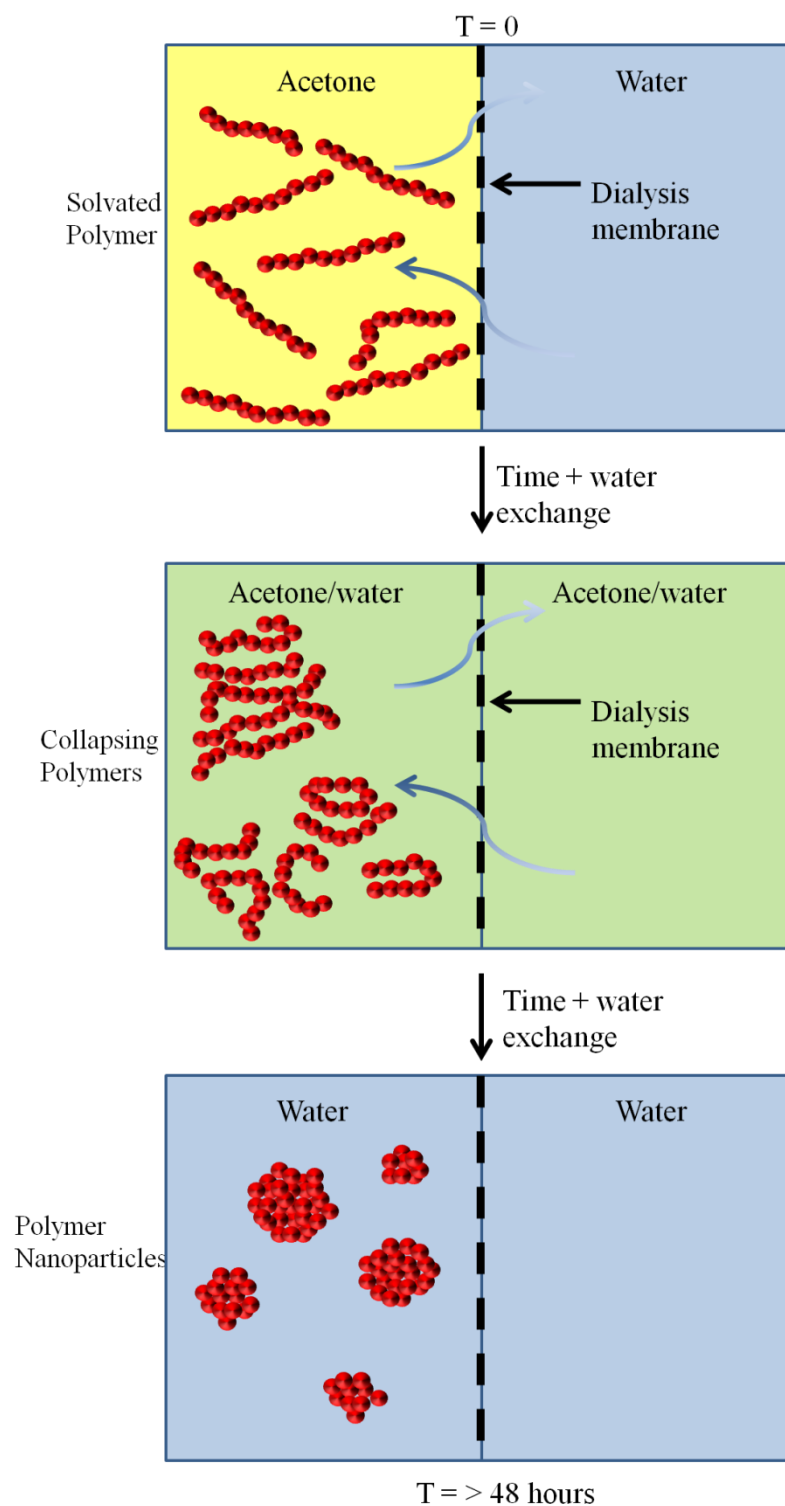 T = 0
Acetone
Water
Solvated
Polymer
Dialysis
membrane
Time + water
exchange
Acetone/water
Acetone/water
Collapsing
Polymers
Dialysis
membrane
Time + water
exchange
Water
Water
Polymer
Nanoparticles
T = > 48 hours